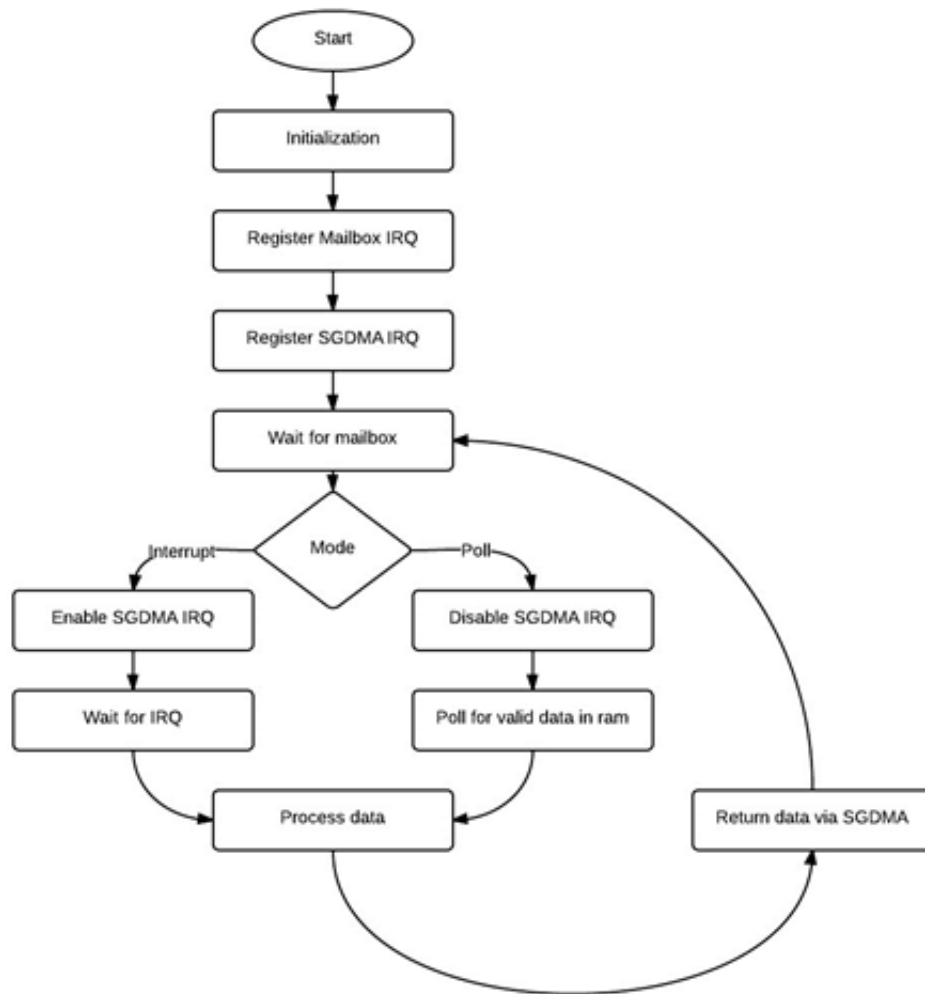 Start
Initialization
Register Mailbox IRQ
Register SGDMA IRQ
Wait for mailbox
Mode
Interrupt
Poll
Enable SGDMA IRQ
Disable SGDMA IRQ
Wait for IRQ
Poll for valid data in ram
Process data
Return data via SGDMA